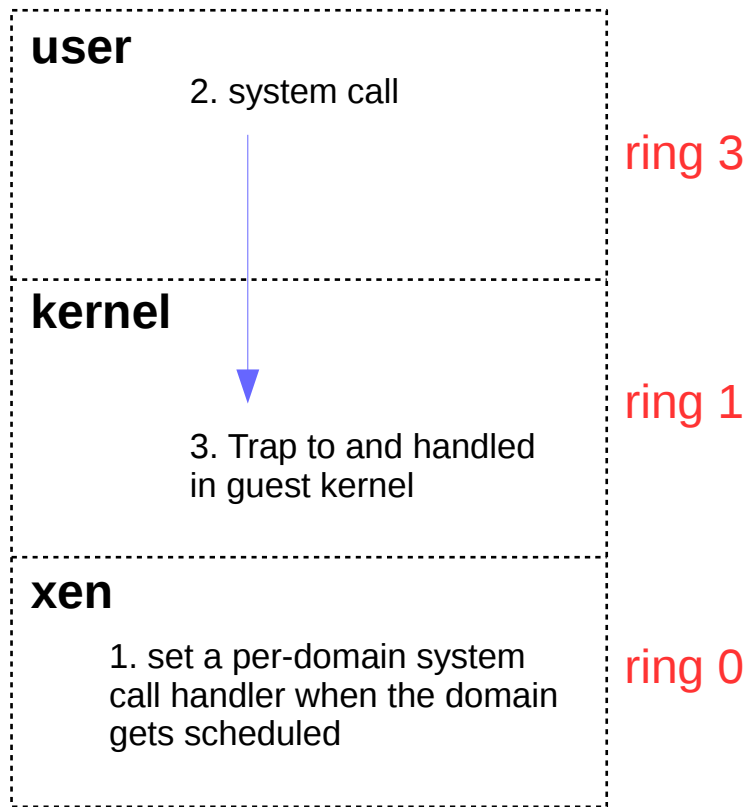 user
2. system call
ring 3
kernel
ring 1
3. Trap to and handled
in guest kernel
xen
1. set a per-domain system
call handler when the domain
gets scheduled
ring 0